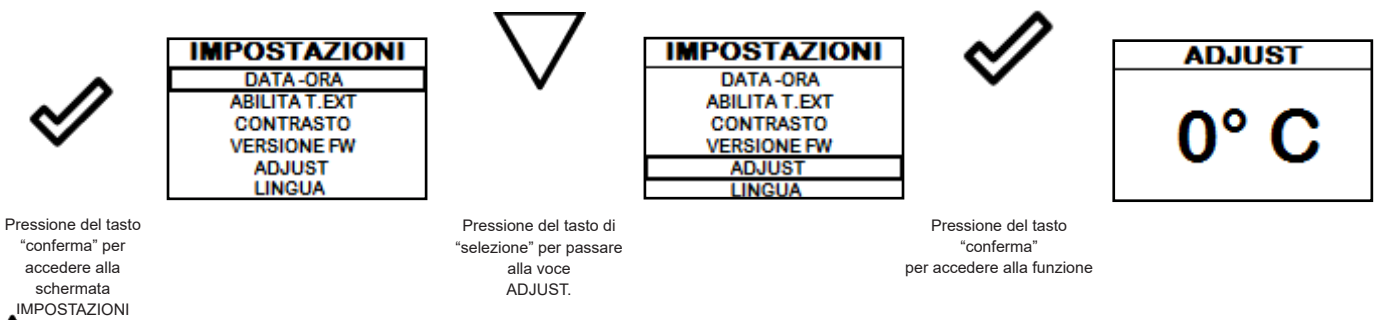 IMPOSTAZIONI
DATA -ORA
ABILITA T.EXT
CONTRASTO
VERSIONE FW
ADJUST
LINGUA
IMPOSTAZIONI
DATA -ORA
ABILITA T.EXT
CONTRASTO
VERSIONE FW
ADJUST
LINGUA
ADJUST
0° C
Pressione del tasto
“conferma” per
accedere alla
schermata
IMPOSTAZIONI
Pressione del tasto di
“selezione” per passare
alla voce
ADJUST.
Pressione del tasto
“conferma”
per accedere alla funzione